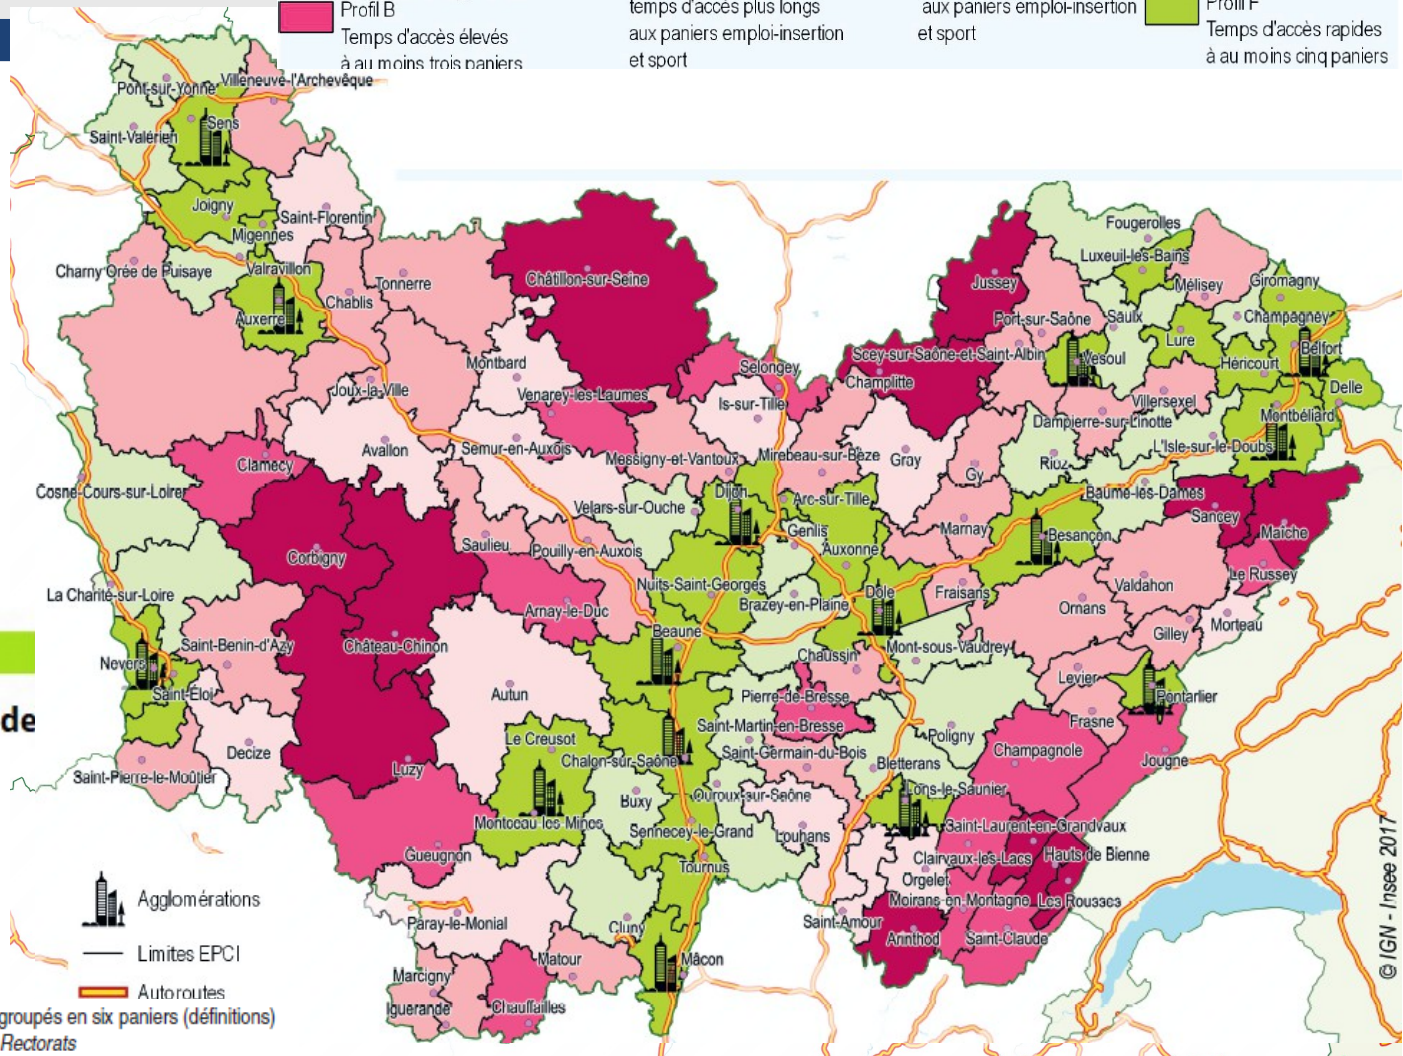 Profil B
Temps d'accès élevés
à au moins trois paniers
temps d'accès plus longs
aux paniers emploi-insertion
et sport
aux paniers emploi-insertion
et sport
Profil F
Temps d'accès rapides
à au moins cinq paniers
Pont-sur-Yonne
Villeneuve-l'Archevêque
Sens
Saint-Valérien
Joigny
Saint-Florentin
Migennes
Charny Orée de Puisaye
Valravillon
Tonnerre
Chablis
Auxerre
Châtillon-sur-Seine
Fougerolles
Luxeuil-les-Bains
Jussey
Mélisey
Giromagny
Port-sur-Saône
Saulx
Champagney
Lure
Belfort
Scey-sur-Saône-et-Saint-Albin
Vesoul
Héricourt
Montbard
Selongey
Champlitte
Delle
Joux-la-Ville
Venarey-les-Laumes
Is-sur-Tille
Villersexel
Montbéliard
Dampierre-sur-Linotte
Avallon
Semur-en-Auxois
L'Isle-sur-le-Doubs
Clamecy
Messigny-et-Vantoux
Mirebeau-sur-Bèze
Gray
Gy
Rioz
Cosne-Cours-sur-Loire
Velars-sur-Ouche
Dijon
Arc-sur-Tille
Baume-les-Dames
Sancey
Maiche
Genlis
Marnay
Besançon
Corbigny
Saulieu
Pouilly-en-Auxois
Auxonne
Le Russey
La Charité-sur-Loire
Nuits-Saint-Georges
Brazey-en-Plaine
Dôle
Fraisans
Valdahon
Arnay-le-Duc
Ornans
Morteau
Saint-Benin-d'Azy
Château-Chinon
Beaune
Gilley
Nevers
Chaussin
Mont-sous-Vaudrey
Levier
Saint-Éloi
Autun
Pierre-de-Bresse
Pontarlier
de
Saint-Martin-en-Bresse
Frasne
Le Creusot
Poligny
Decize
Chalon-sur-Saône
Saint-Germain-du-Bois
Champagnole
Jougne
Saint-Pierre-le-Moûtier
Luzy
Bletterans
Buxy
Ouroux-sur-Saône
Lons-le-Saunier
Montceau-les-Mines
Sennecey-le-Grand
Louhans
Saint-Laurent-en-Grandvaux
Gueugnon
Tournus
Clairvaux-les-Lacs
Hauts de Bienne
Orgelet
Moirans-en-Montagne
Les Rousses
Paray-le-Monial
Cluny
Saint-Amour
Arinthod
Saint-Claude
Matour
Mâcon
Marcigny
Iguerande
Chauffailles
Agglomérations
Limites EPCI
Autoroutes
groupés en six paniers (définitions)
Rectorats
© IGN - Insee 2017